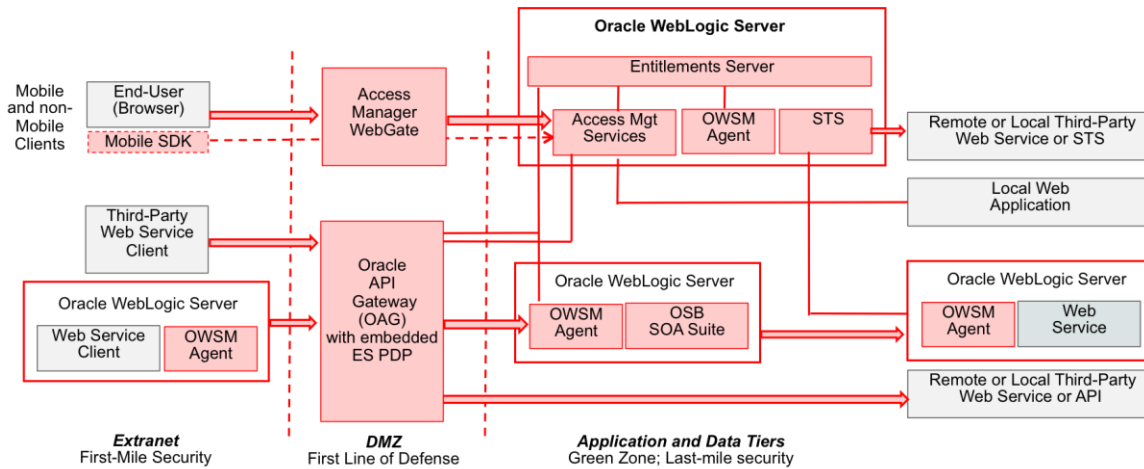 Oracle WebLogic Server
Entitlements Server
Mobile
and non-
Mobile
Clients
End-User
(Browser)
Mobile SDK
Access
Manager
WebGate
Access Mgt
Services
OWSM
Agent
STS
Remote or Local Third-Party
Web Service or STS
Local Web
Application
Third-Party
Web Service
Client
Oracle
API
Gateway
(OAG)
with embedded
ES PDP
Oracle WebLogic Server
Web Service
Client
OWSM
Agent
Oracle WebLogic Server
OWSM
Agent
OSB
SOA Suite
Oracle WebLogic Server
OWSM
Agent
Web
Service
Remote or Local Third-Party
Web Service or API
Extranet
First-Mile Security
DMZ
First Line of Defense
Application and Data Tiers
Green Zone; Last-mile security